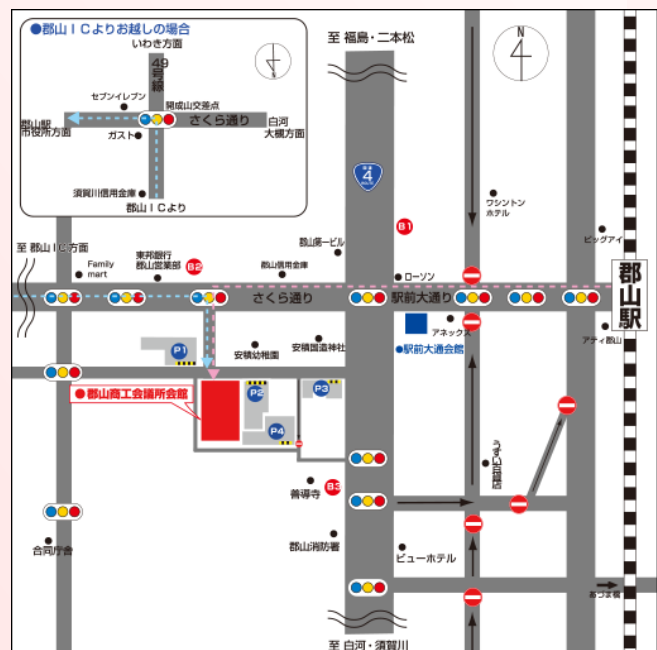 ●郡山ＩＣよりお越しの場合
いわき方面
49号線
N
セブンイレブン
開成山交差点
郡山駅
市役所方面
さくら通り
白河
大槻方面
ガスト
須賀川信用金庫
郡山ＩＣより
至 福島・二本松
N
国道
4
ROUTE
ワシントン
ホテル
B1
ビッグアイ
郡山第一ビル
至 郡山ＩＣ方面
Family
mart
東邦銀行
郡山営業部
B2
郡山信用金庫
ローソン
郡山駅
さくら通り
駅前大通り
アネックス
●駅前大通会館
アティ郡山
P1
安積幼稚園
安積国造神社
●郡山商工会議所会館
P2
P3
P4
うすい百貨店
善導寺
B3
合同庁舎
郡山消防署
ビューホテル
あづま橋
至 白河・須賀川